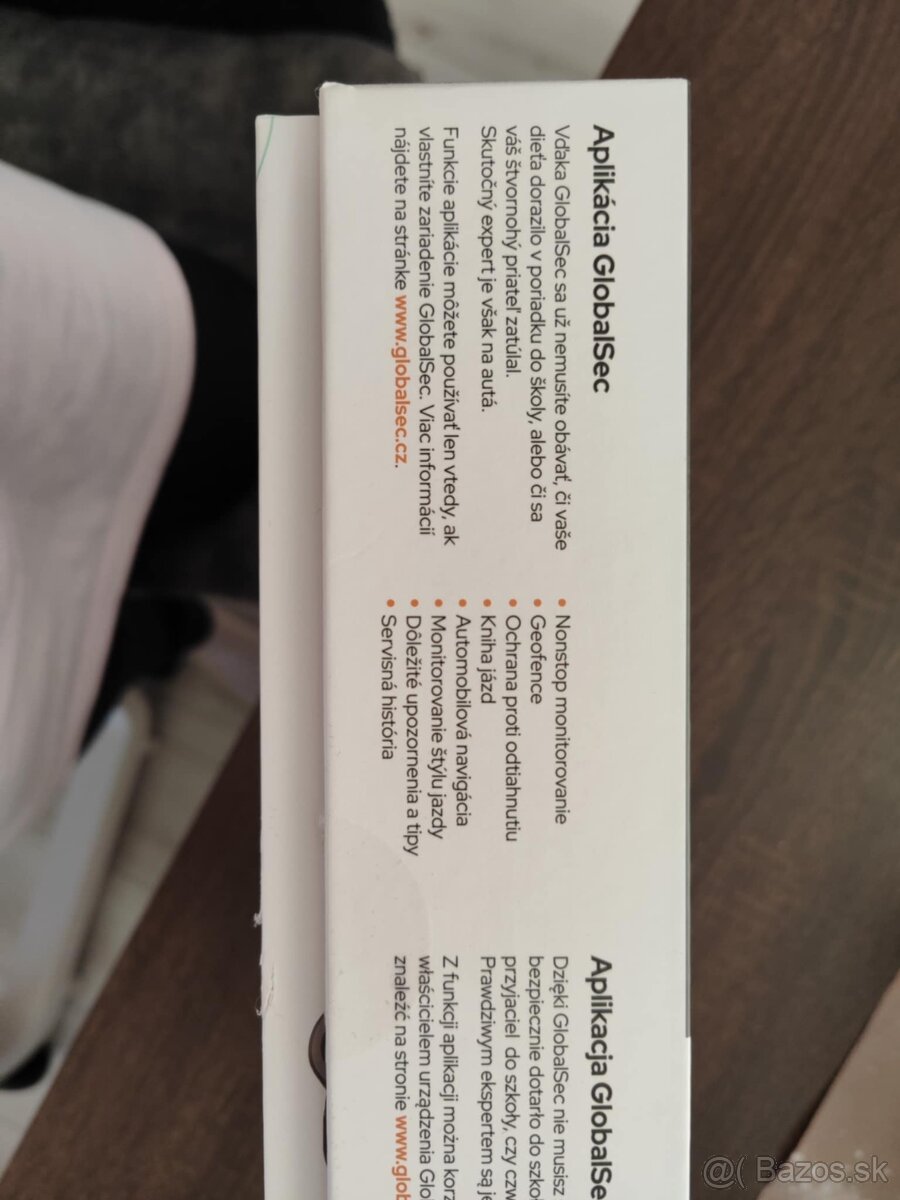 Aplikácia GlobalSec
Vďaka GlobalSec sa už nemusíte obávať, či vaše
dieťa dorazilo v poriadku do školy, alebo či sa
váš štvornohý priateľ zatúlal.
Skutočný expert je však na autá.
Funkcie aplikácie môžete používať len vtedy, ak
vlastníte zariadenie GlobalSec. Viac informácií
nájdete na stránke www.globalsec.cz.
• Nonstop monitorovanie
• Geofence
• Ochrana proti odtiahnutiu
• Kniha jázd
• Automobilová navigácia
• Monitorovanie štýlu jazdy
• Dôležité upozornenia a tipy
• Servisná história
Aplikacja GlobalSe
Dzięki GlobalSec nie musisz
bezpiecznie dotarło do szko
przyjaciel do szkoły, czy czw
Prawdziwym ekspertem są je
Z funkcji aplikacji można korz
właścicielem urządzenia Glo
znaleźć na stronie www.glob
@( Bazos.sk